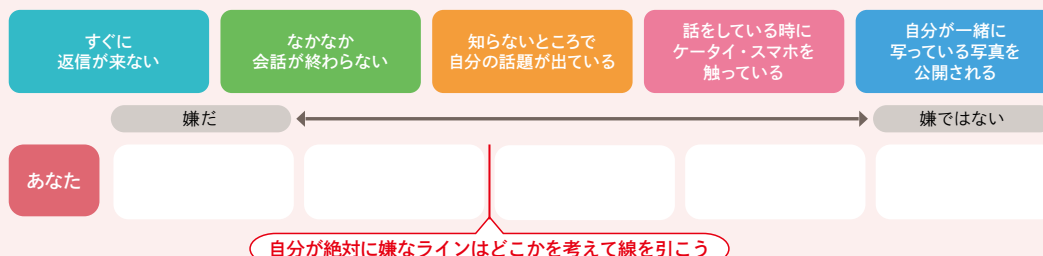 すぐに
返信が来ない
なかなか
会話が終わらない
知らないところで
自分の話題が出ている
話をしている時に
ケータイ・スマホを
触っている
自分が一緒に
写っている写真を
公開される
嫌だ
嫌ではない
あなた
自分が絶対に嫌なラインはどこかを考えて線を引こう